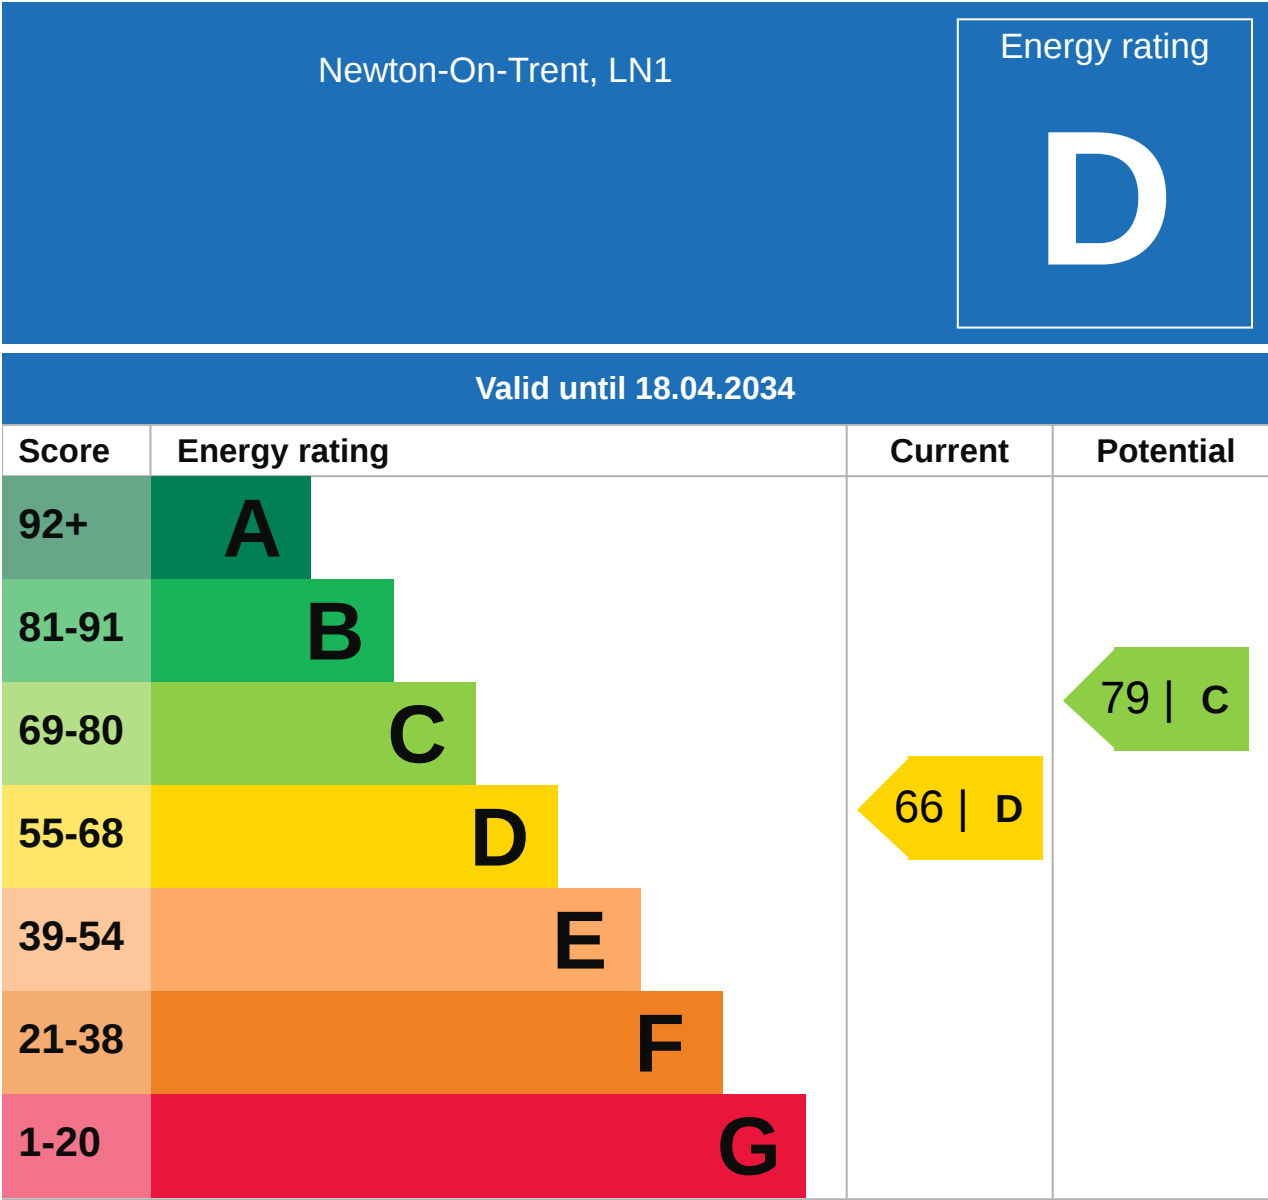 Newton-On-Trent, LN1
Energy rating
D
Valid until 18.04.2034
Score Energy rating Current Potential
92+ A
81-91 B
69-80 C
79 | C
55-68 D
66 | D
39-54 E
21-38 F
1-20 G